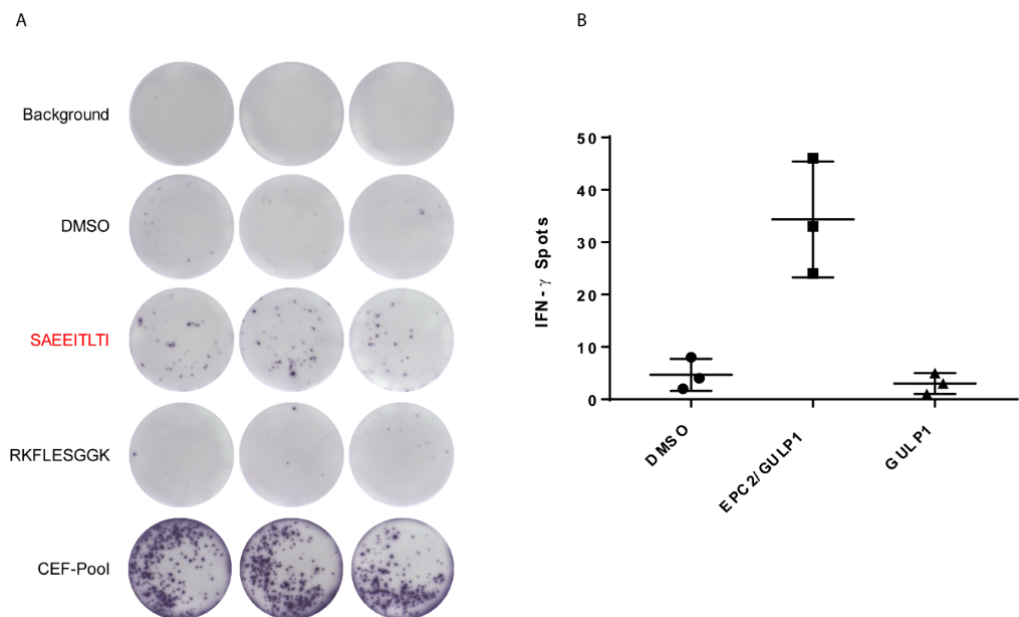 A
Background
DMSO
SAEEITLTI
RKFLESGGK
CEF-Pool
B
IFN-γ Spots
50
40
30
20
10
0
DMSO
EPC2/GULP1
GULP1